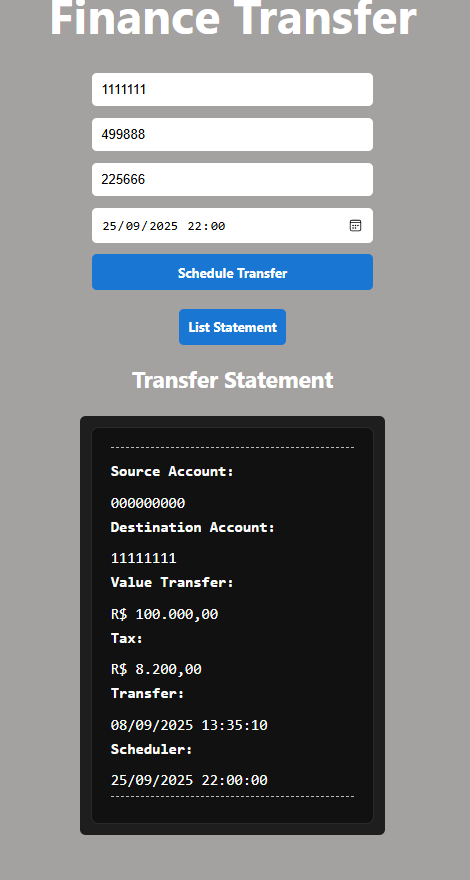 Finance Transfer
1111111
499888
225666
25/09/2025 22:00
Schedule Transfer
List Statement
Transfer Statement
Source Account:
000000000
Destination Account:
11111111
Value Transfer:
R$ 100.000,00
Tax:
R$ 8.200,00
Transfer:
08/09/2025 13:35:10
Scheduler:
25/09/2025 22:00:00